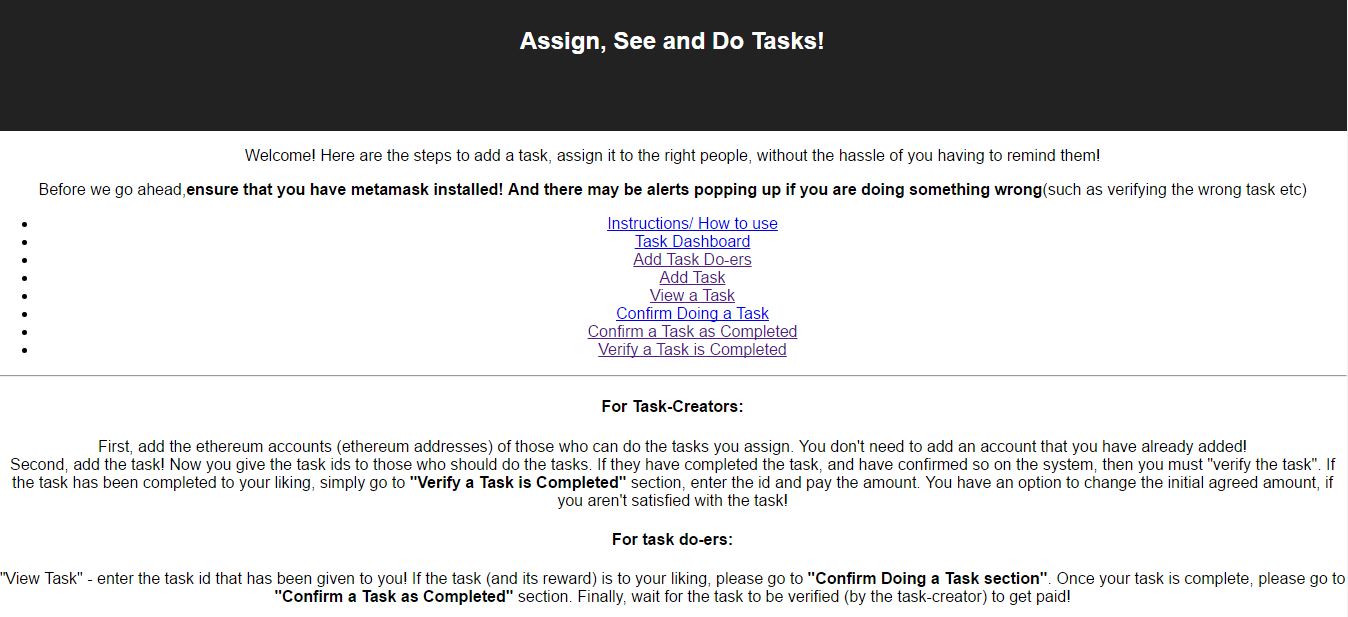 Assign, See and Do Tasks!
Welcome! Here are the steps to add a task, assign it to the right people, without the hassle of you having to remind them!
Before we go ahead,ensure that you have metamask installed! And there may be alerts popping up if you are doing something wrong(such as verifying the wrong task etc)
Instructions/ How to use
Task Dashboard
Add Task Do-ers
Add Task
View a Task
Confirm Doing a Task
Confirm a Task as Completed
Verify a Task is Completed
For Task-Creators:
First, add the ethereum accounts (ethereum addresses) of those who can do the tasks you assign. You don't need to add an account that you have already added!
Second, add the task! Now you give the task ids to those who should do the tasks. If they have completed the task, and have confirmed so on the system, then you must "verify the task". If
the task has been completed to your liking, simply go to "Verify a Task is Completed" section, enter the id and pay the amount. You have an option to change the initial agreed amount, if
you aren't satisfied with the task!
For task do-ers:
"View Task" - enter the task id that has been given to you! If the task (and its reward) is to your liking, please go to "Confirm Doing a Task section". Once your task is complete, please go to
"Confirm a Task as Completed" section. Finally, wait for the task to be verified (by the task-creator) to get paid!